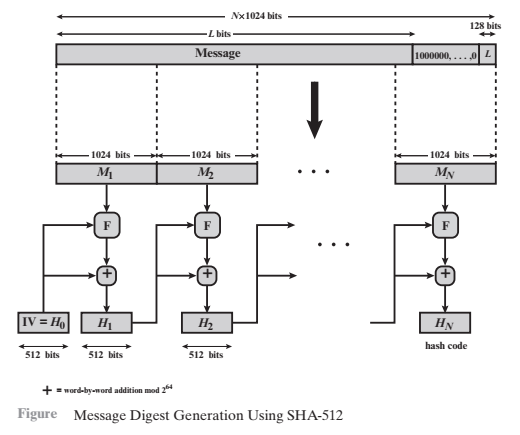 N×1024 bits
128 bits
L bits
Message
1000000, . . . ,0
L
1024 bits
1024 bits
1024 bits
M1
M2
. . .
MN
F
F
F
. . .
+
+
+
IV = H0
H1
H2
HN
512 bits
512 bits
512 bits
hash code
+ = word-by-word addition mod 2^64
Figure Message Digest Generation Using SHA-512